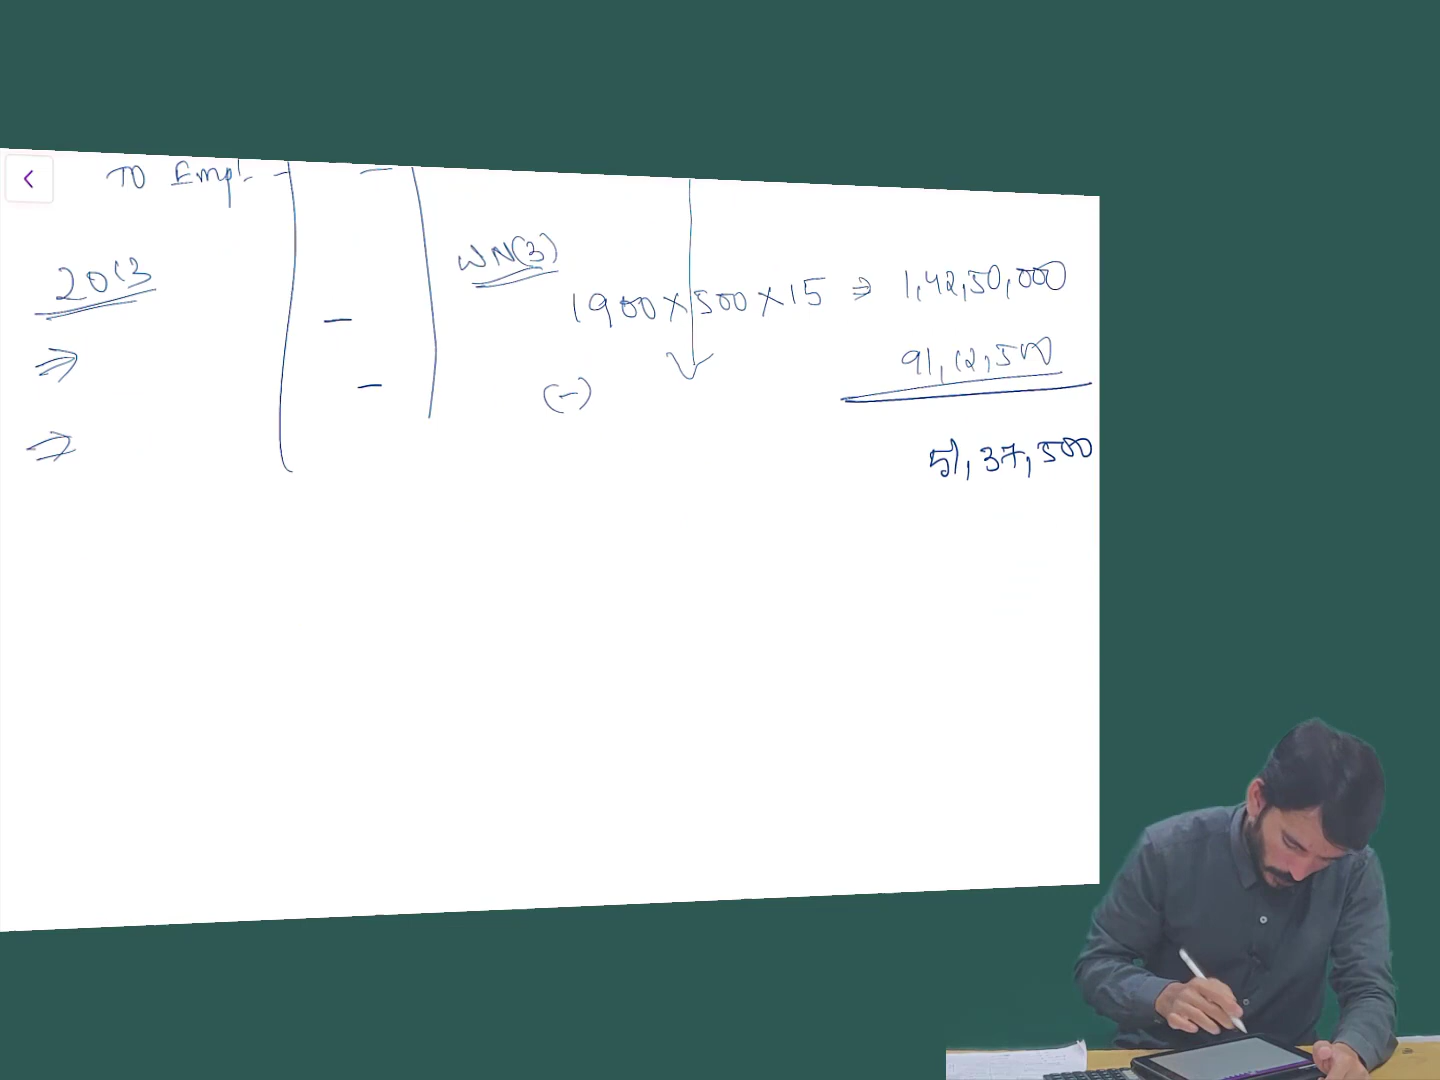 To Empl.
2013
WN(3)
1900 × 500 × 15 ⇒ 1,42,50,000
(-) 91,12,500
51,37,500